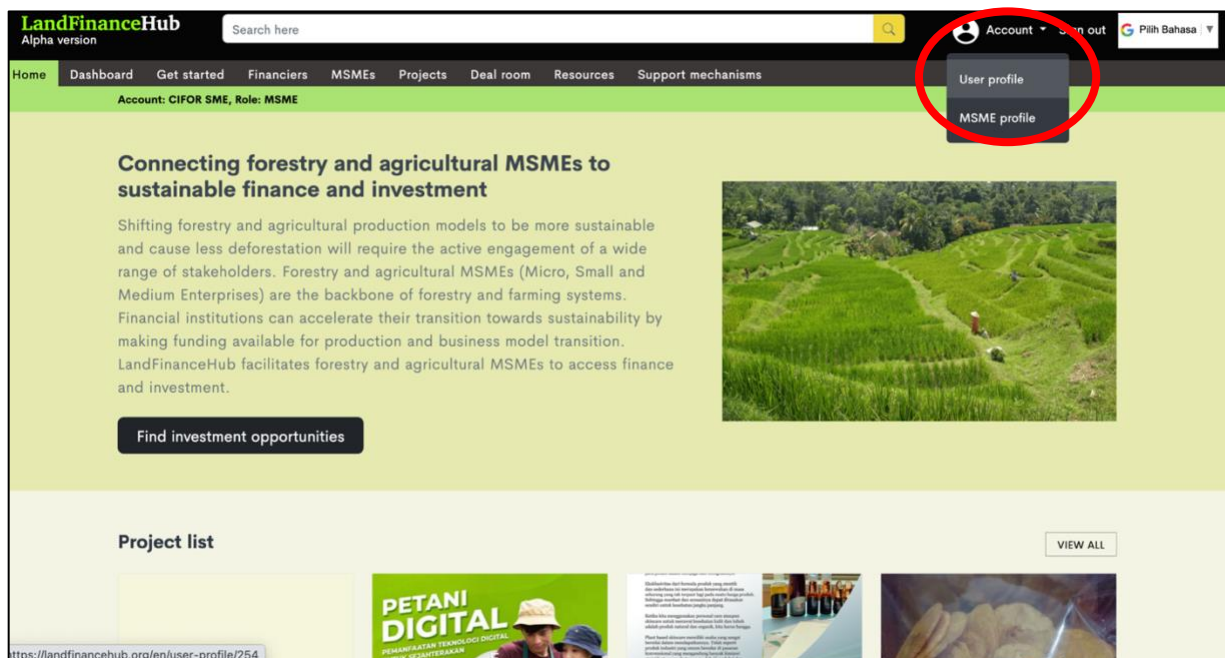 LandFinanceHub
Alpha version
Search here
Account
Sign out
Pilih Bahasa
Home
Dashboard
Get started
Financiers
MSMEs
Projects
Deal room
Resources
Support mechanisms
User profile
MSME profile
Account: CIFOR SME, Role: MSME
Connecting forestry and agricultural MSMEs to
sustainable finance and investment
Shifting forestry and agricultural production models to be more sustainable
and cause less deforestation will require the active engagement of a wide
range of stakeholders. Forestry and agricultural MSMEs (Micro, Small and
Medium Enterprises) are the backbone of forestry and farming systems.
Financial institutions can accelerate their transition towards sustainability by
making funding available for production and business model transition.
LandFinanceHub facilitates forestry and agricultural MSMEs to access finance
and investment.
Find investment opportunities
Project list
VIEW ALL
PETANI
DIGITAL
PEMANFAATAN TEKNOLOGI DIGITAL
https://landfinancehub.org/en/user-profile/254